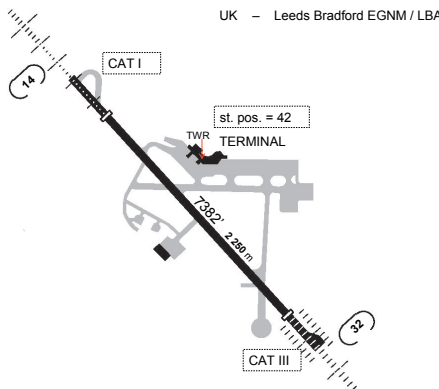 UK – Leeds Bradford EGNM / LBA
14
CAT I
st. pos. = 42
TWR
TERMINAL
7382'
2 250 m
32
CAT III